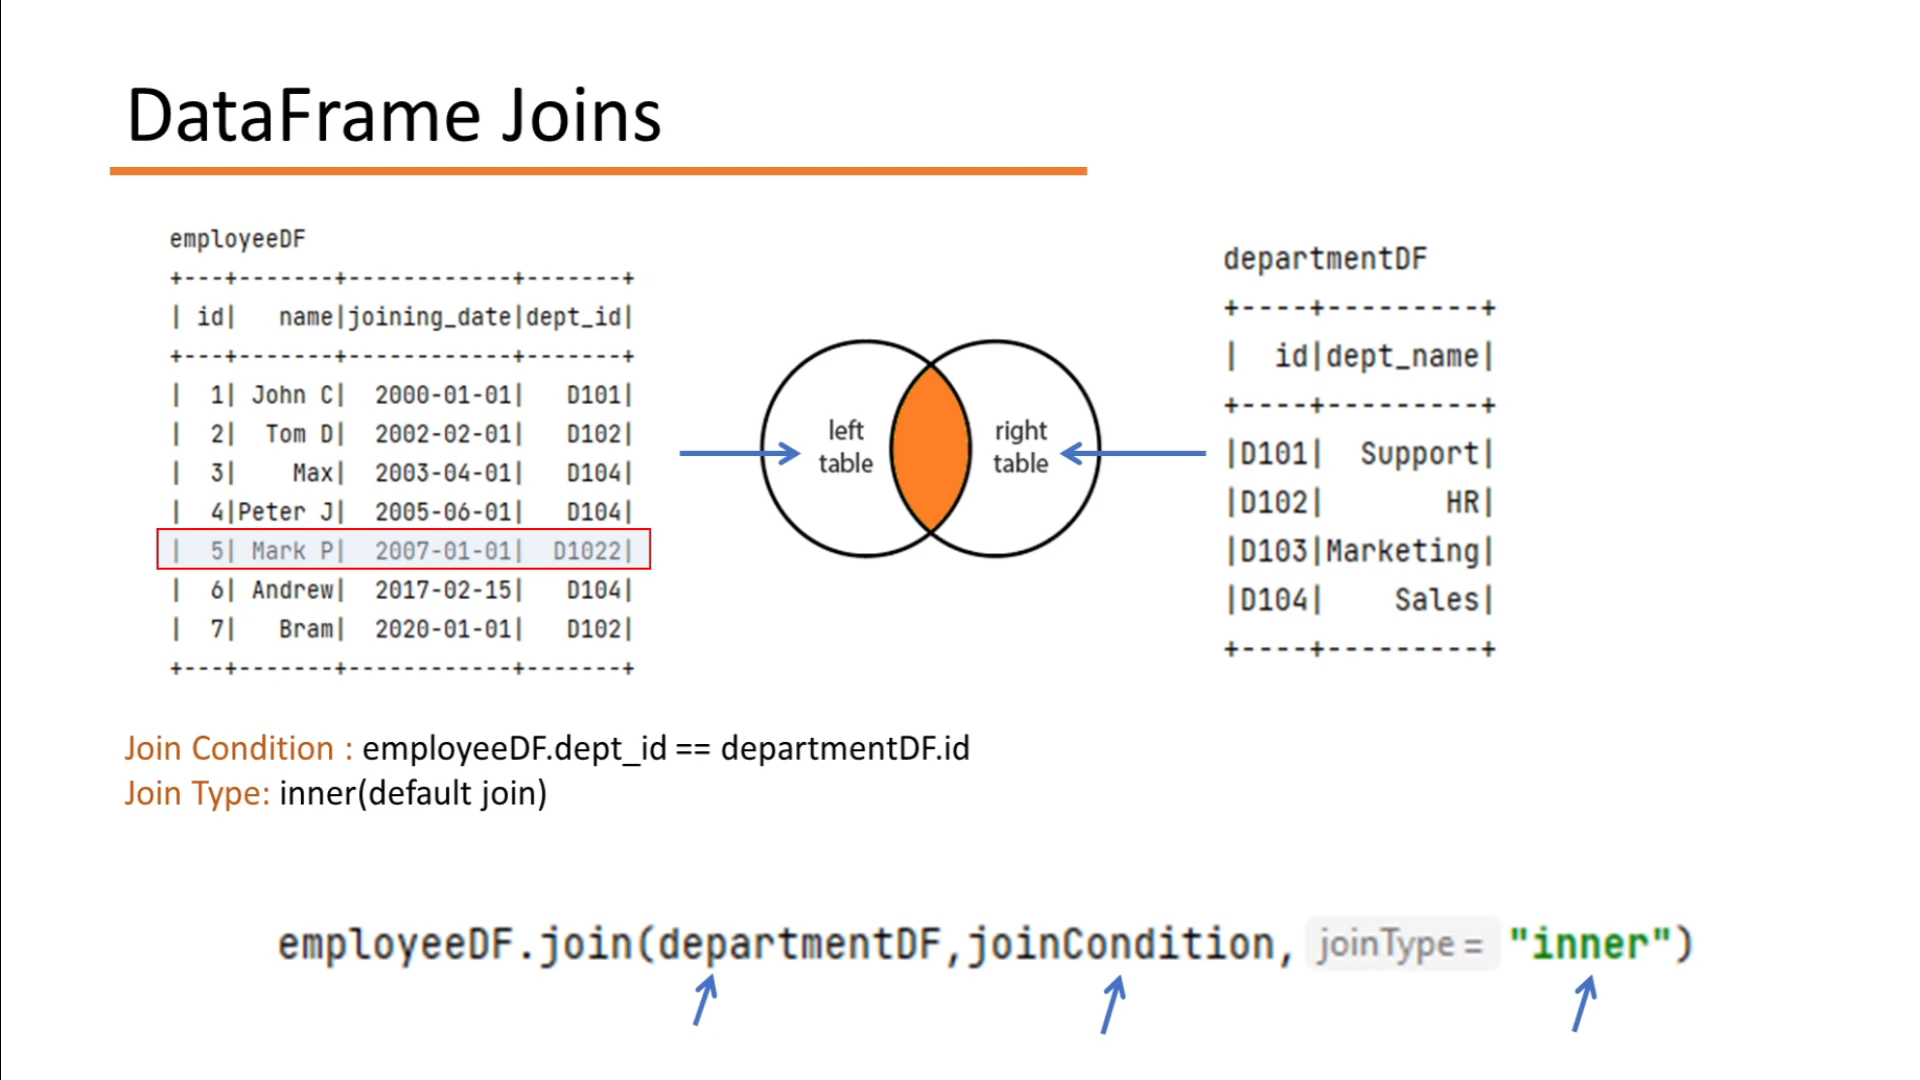 DataFrame Joins
employeeDF
+---+-------+------------+-------+
| id|   name|joining_date|dept_id|
+---+-------+------------+-------+
|  1| John C|  2000-01-01|   D101|
|  2|  Tom D|  2002-02-01|   D102|
|  3|    Max|  2003-04-01|   D104|
|  4|Peter J|  2005-06-01|   D104|
|  5| Mark P|  2007-01-01|  D1022|
|  6| Andrew|  2017-02-15|   D104|
|  7|   Bram|  2020-01-01|   D102|
+---+-------+------------+-------+
left
table
right
table
departmentDF
+----+---------+
|  id|dept_name|
+----+---------+
|D101|  Support|
|D102|       HR|
|D103|Marketing|
|D104|    Sales|
+----+---------+
Join Condition : employeeDF.dept_id == departmentDF.id
Join Type: inner(default join)
employeeDF.join(departmentDF,joinCondition, joinType = "inner")